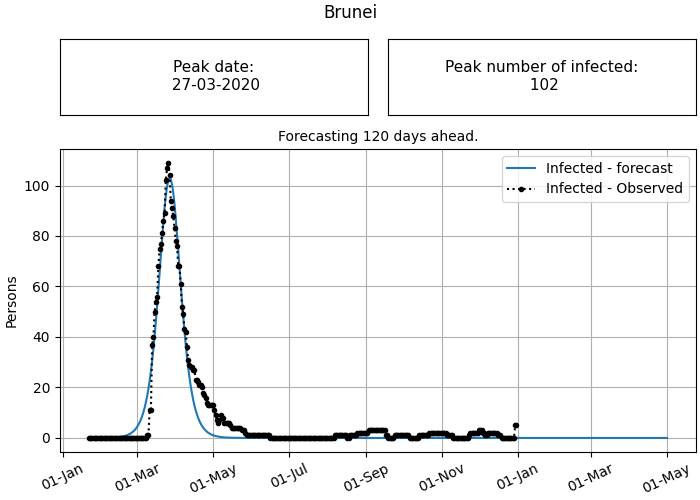 Brunei
Peak date:
27-03-2020
Peak number of infected:
102
Forecasting 120 days ahead.
Infected - forecast
Infected - Observed
Persons
100
80
60
40
20
0
01-Jan
01-Mar
01-May
01-Jul
01-Sep
01-Nov
01-Jan
01-Mar
01-May